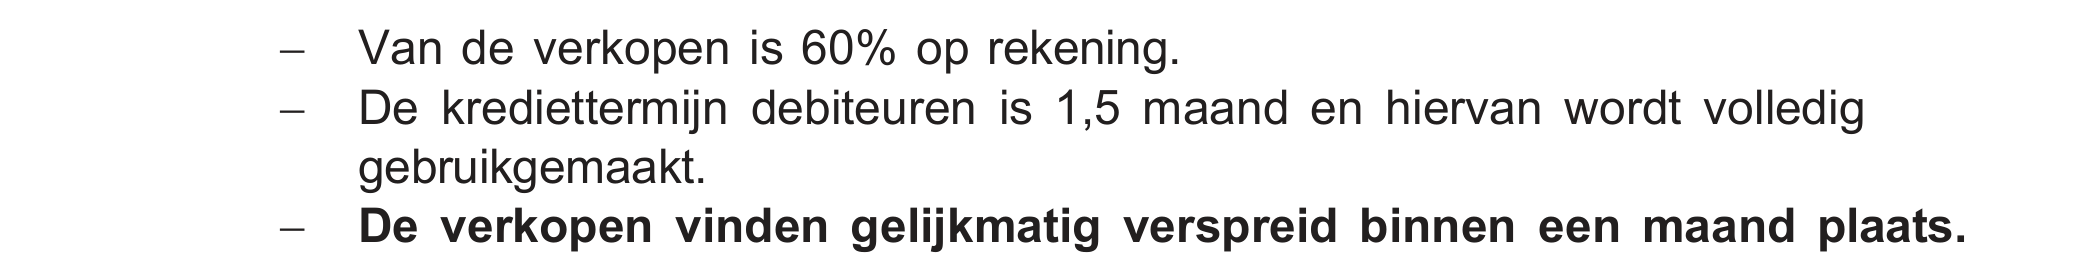 – Van de verkopen is 60% op rekening.
– De krediettermijn debiteuren is 1,5 maand en hiervan wordt volledig
gebruikgemaakt.
– De verkopen vinden gelijkmatig verspreid binnen een maand plaats.